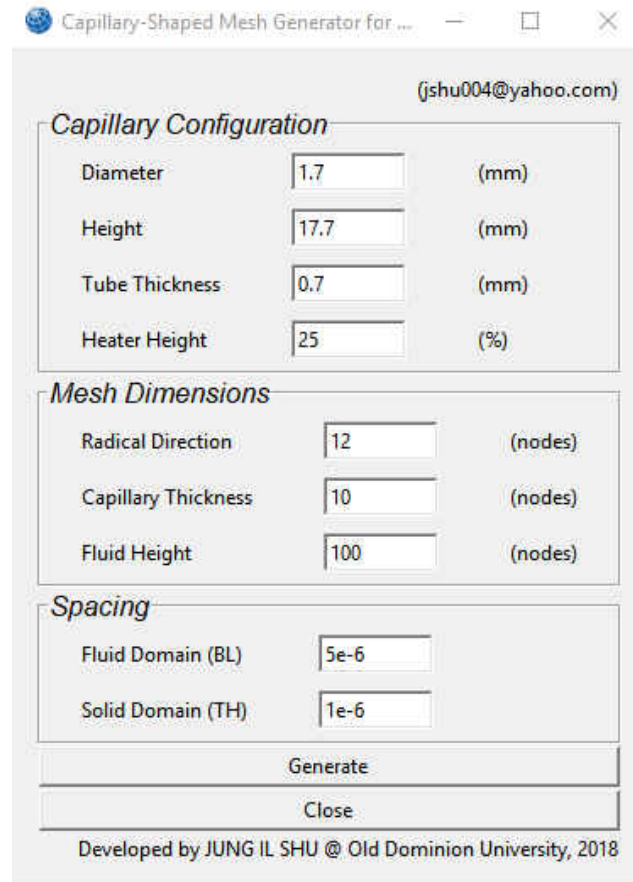 Capillary-Shaped Mesh Generator for ...
(jshu004@yahoo.com)
Capillary Configuration
Diameter 1.7 (mm)
Height 17.7 (mm)
Tube Thickness 0.7 (mm)
Heater Height 25 (%)
Mesh Dimensions
Radical Direction 12 (nodes)
Capillary Thickness 10 (nodes)
Fluid Height 100 (nodes)
Spacing
Fluid Domain (BL) 5e-6
Solid Domain (TH) 1e-6
Generate
Close
Developed by JUNG IL SHU @ Old Dominion University, 2018